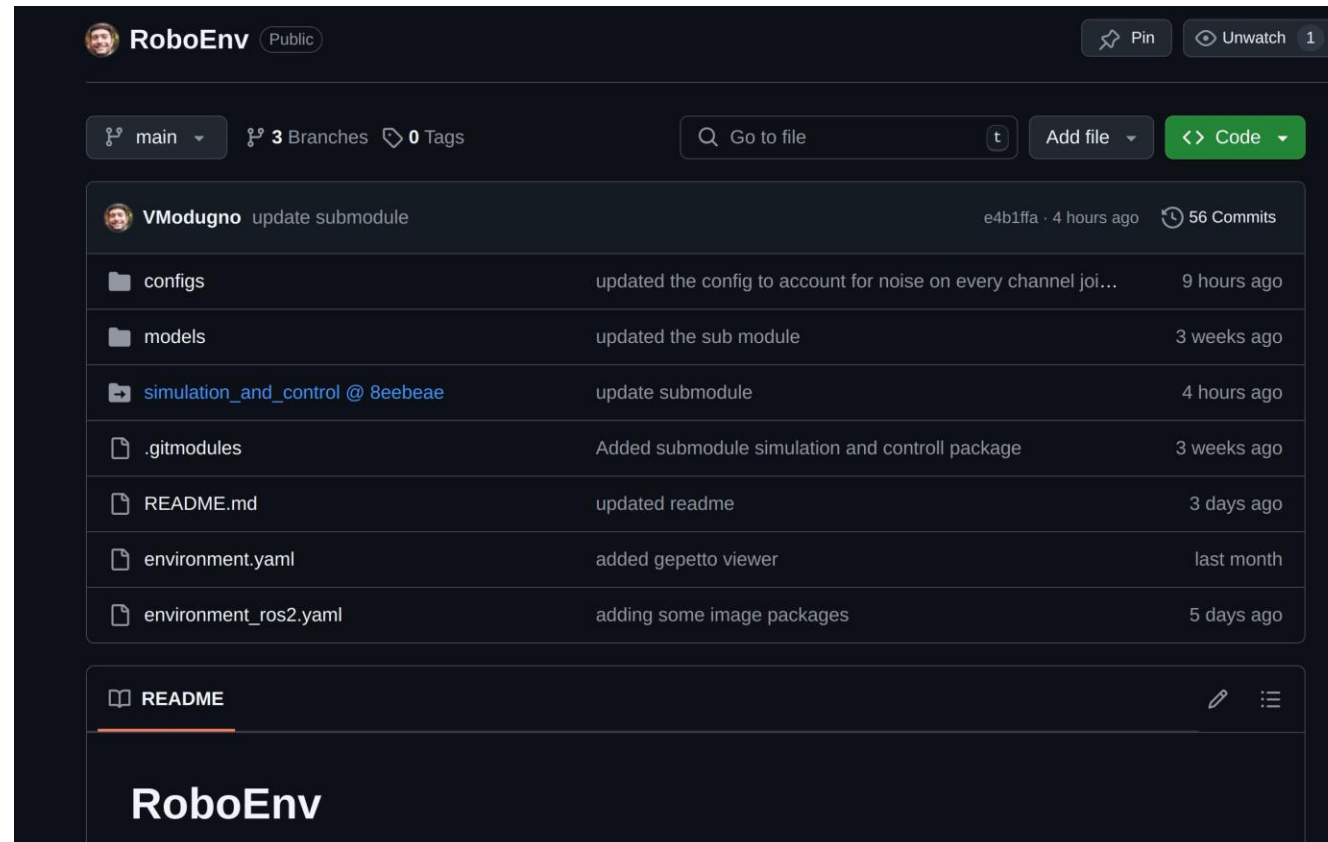 RoboEnv Public Pin Unwatch 1
main 3 Branches 0 Tags Go to file t Add file Code
VModugno update submodule e4b1ffa · 4 hours ago 56 Commits
configs updated the config to account for noise on every channel joi... 9 hours ago
models updated the sub module 3 weeks ago
simulation_and_control @ 8eebeae update submodule 4 hours ago
.gitmodules Added submodule simulation and controll package 3 weeks ago
README.md updated readme 3 days ago
environment.yaml added gepetto viewer last month
environment_ros2.yaml adding some image packages 5 days ago
README
RoboEnv